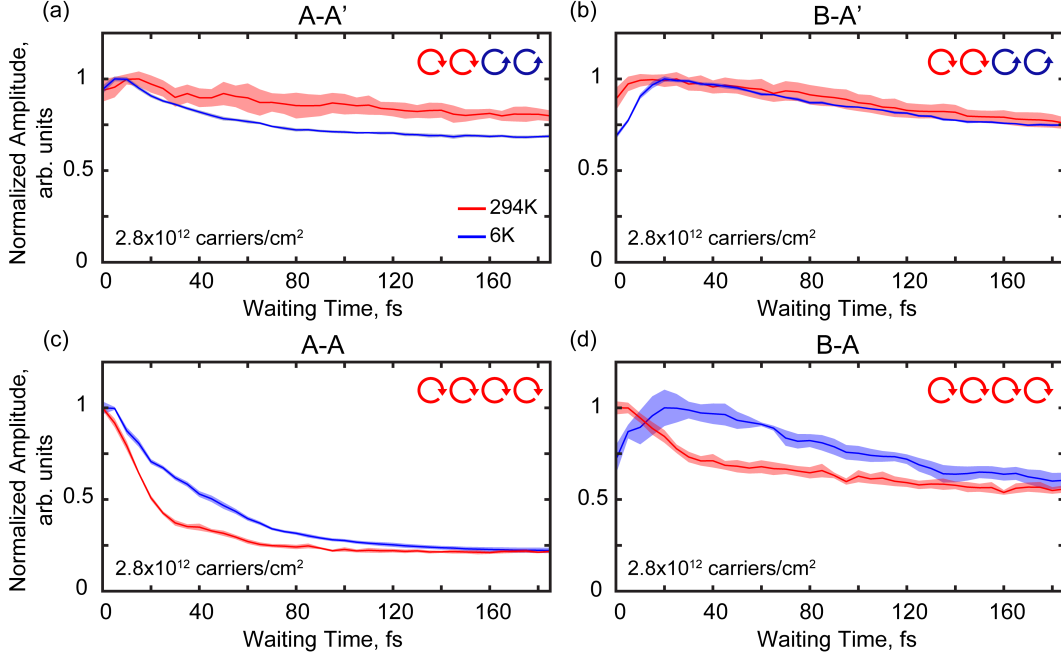 (a)
A-A’
Normalized Amplitude,
arb. units
1
0.5
0
294K
6K
2.8x10¹² carriers/cm²
0 40 80 120 160
Waiting Time, fs
(b)
B-A’
1
0.5
0
2.8x10¹² carriers/cm²
0 40 80 120 160
Waiting Time, fs
(c)
A-A
Normalized Amplitude,
arb. units
1
0.5
0
2.8x10¹² carriers/cm²
0 40 80 120 160
Waiting Time, fs
(d)
B-A
1
0.5
0
2.8x10¹² carriers/cm²
0 40 80 120 160
Waiting Time, fs